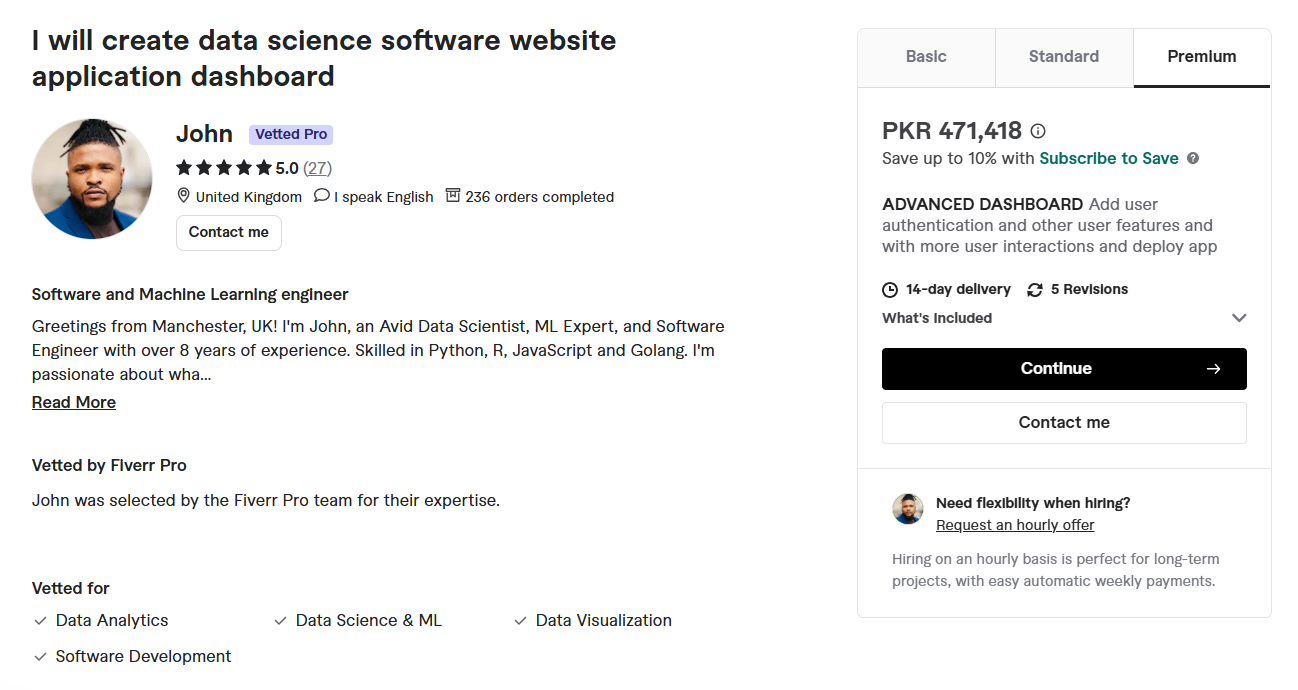 I will create data science software website
application dashboard
John Vetted Pro
5.0 (27)
United Kingdom I speak English 236 orders completed
Contact me
Software and Machine Learning engineer
Greetings from Manchester, UK! I'm John, an Avid Data Scientist, ML Expert, and Software
Engineer with over 8 years of experience. Skilled in Python, R, JavaScript and Golang. I'm
passionate about wha...
Read More
Vetted by Fiverr Pro
John was selected by the Fiverr Pro team for their expertise.
Vetted for
Data Analytics Data Science & ML Data Visualization
Software Development
Basic Standard Premium
PKR 471,418
Save up to 10% with Subscribe to Save
ADVANCED DASHBOARD Add user
authentication and other user features and
with more user interactions and deploy app
14-day delivery 5 Revisions
What's Included
Continue
Contact me
Need flexibility when hiring?
Request an hourly offer
Hiring on an hourly basis is perfect for long-term
projects, with easy automatic weekly payments.